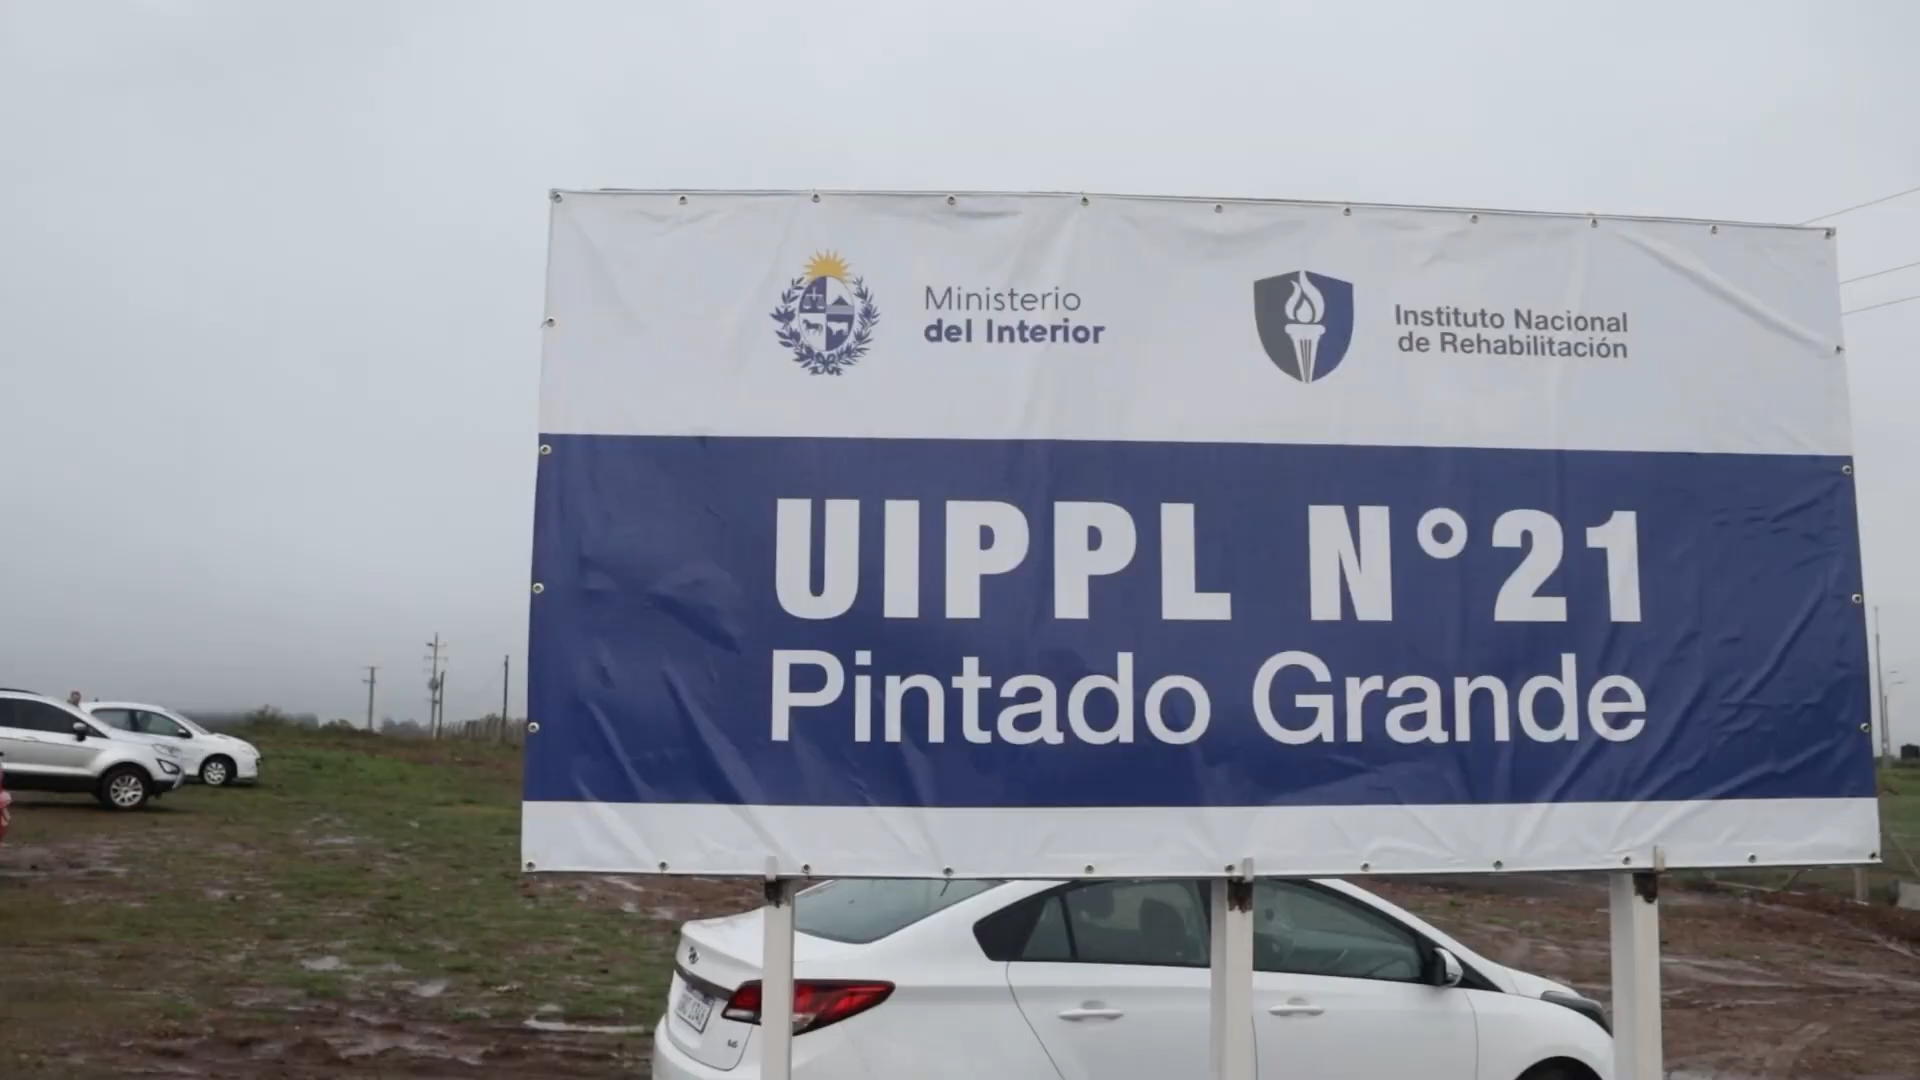 Ministerio
del Interior
Instituto Nacional
de Rehabilitación
UIPPL N°21
Pintado Grande